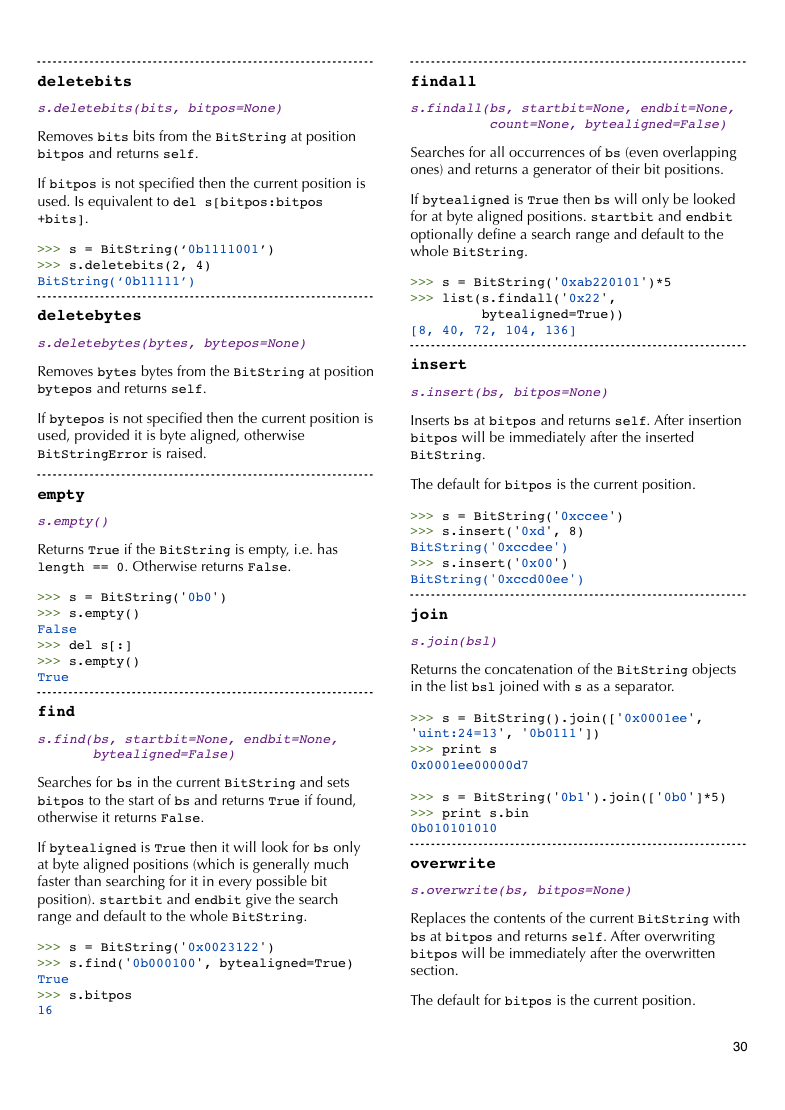 deletebits
s.deletebits(bits, bitpos=None)
Removes bits bits from the BitString at position
bitpos and returns self.
If bitpos is not specified then the current position is
used. Is equivalent to del s[bitpos:bitpos
+bits].
>>> s = BitString(‘0b1111001’)
>>> s.deletebits(2, 4)
BitString(‘0b11111’)
deletebytes
s.deletebytes(bytes, bytepos=None)
Removes bytes bytes from the BitString at position
bytepos and returns self.
If bytepos is not specified then the current position is
used, provided it is byte aligned, otherwise
BitStringError is raised.
empty
s.empty()
Returns True if the BitString is empty, i.e. has
length == 0. Otherwise returns False.
>>> s = BitString('0b0')
>>> s.empty()
False
>>> del s[:]
>>> s.empty()
True
find
s.find(bs, startbit=None, endbit=None,
bytealigned=False)
Searches for bs in the current BitString and sets
bitpos to the start of bs and returns True if found,
otherwise it returns False.
If bytealigned is True then it will look for bs only
at byte aligned positions (which is generally much
faster than searching for it in every possible bit
position). startbit and endbit give the search
range and default to the whole BitString.
>>> s = BitString('0x0023122')
>>> s.find('0b000100', bytealigned=True)
True
>>> s.bitpos
16
findall
s.findall(bs, startbit=None, endbit=None,
count=None, bytealigned=False)
Searches for all occurrences of bs (even overlapping
ones) and returns a generator of their bit positions.
If bytealigned is True then bs will only be looked
for at byte aligned positions. startbit and endbit
optionally define a search range and default to the
whole BitString.
>>> s = BitString('0xab220101')*5
>>> list(s.findall('0x22',
bytealigned=True))
[8, 40, 72, 104, 136]
insert
s.insert(bs, bitpos=None)
Inserts bs at bitpos and returns self. After insertion
bitpos will be immediately after the inserted
BitString.
The default for bitpos is the current position.
>>> s = BitString('0xccee')
>>> s.insert('0xd', 8)
BitString('0xccdee')
>>> s.insert('0x00')
BitString('0xccd00ee')
join
s.join(bsl)
Returns the concatenation of the BitString objects
in the list bsl joined with s as a separator.
>>> s = BitString().join(['0x0001ee',
'uint:24=13', '0b0111'])
>>> print s
0x0001ee00000d7
>>> s = BitString('0b1').join(['0b0']*5)
>>> print s.bin
0b010101010
overwrite
s.overwrite(bs, bitpos=None)
Replaces the contents of the current BitString with
bs at bitpos and returns self. After overwriting
bitpos will be immediately after the overwritten
section.
The default for bitpos is the current position.
30